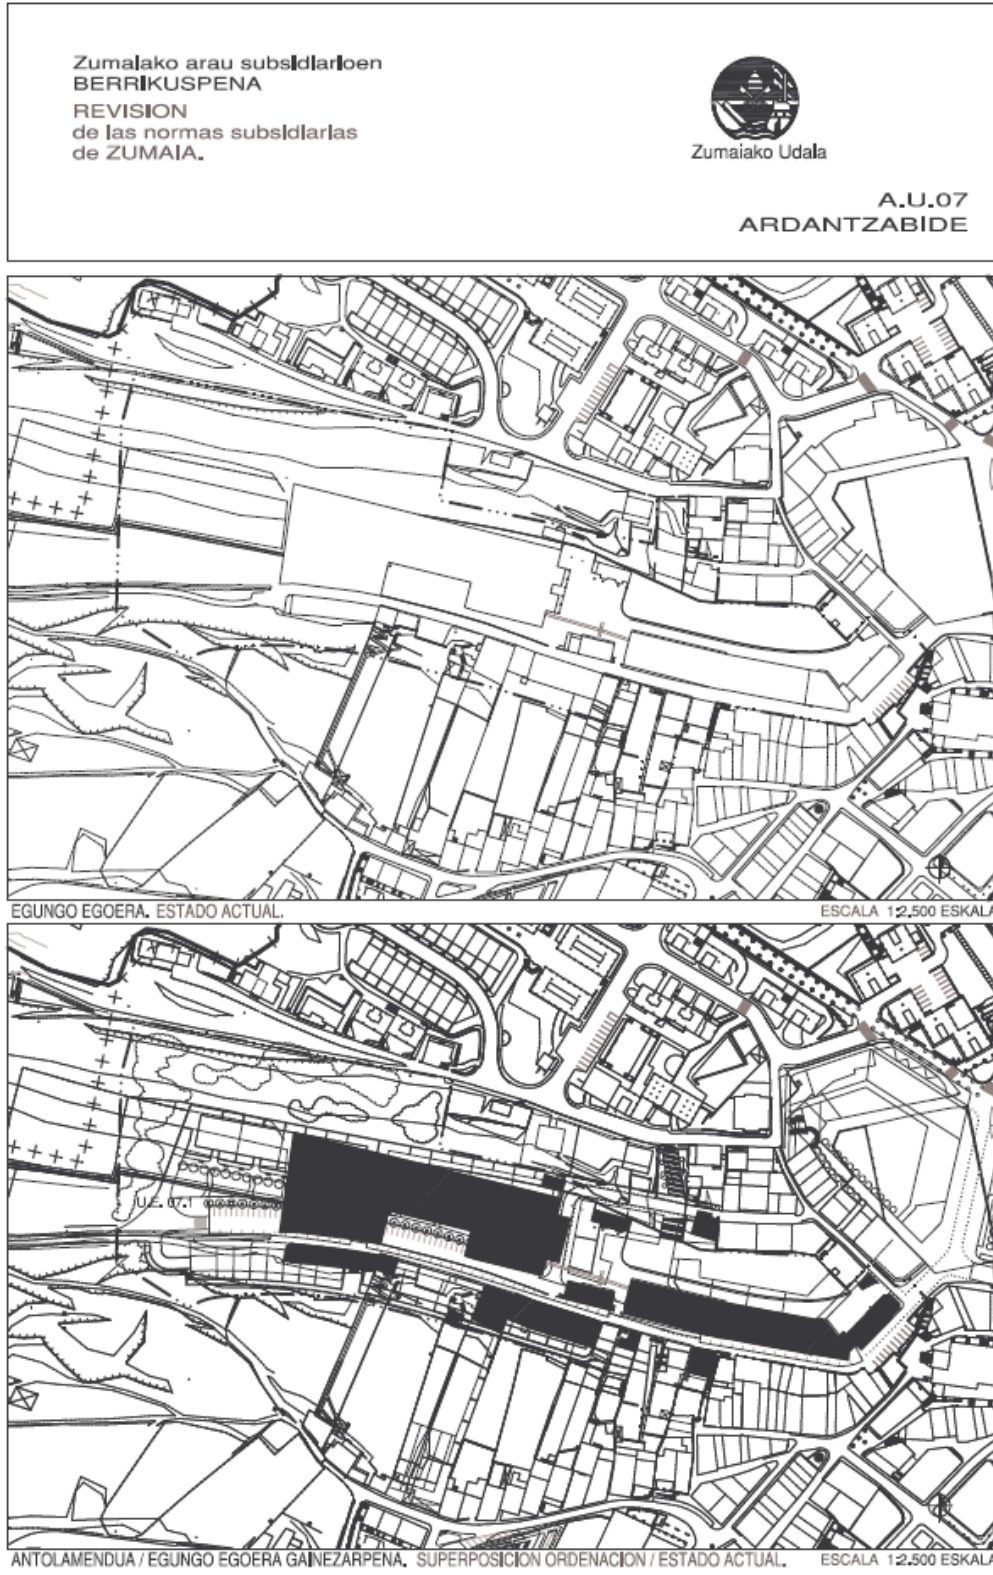 Zumaiako arau subsidiarioen
BERRIKUSPENA
REVISION
de las normas subsidiarias
de ZUMAIA.
Zumaiako Udala
A.U.07
ARDANTZABIDE
EGUNGO EGOERA. ESTADO ACTUAL.
ESCALA 1:2.500 ESKALA
U.E. 07.1
ANTOLAMENDUA / EGUNGO EGOERA GAINEZARPENA. SUPERPOSICION ORDENACION / ESTADO ACTUAL.
ESCALA 1:2.500 ESKALA